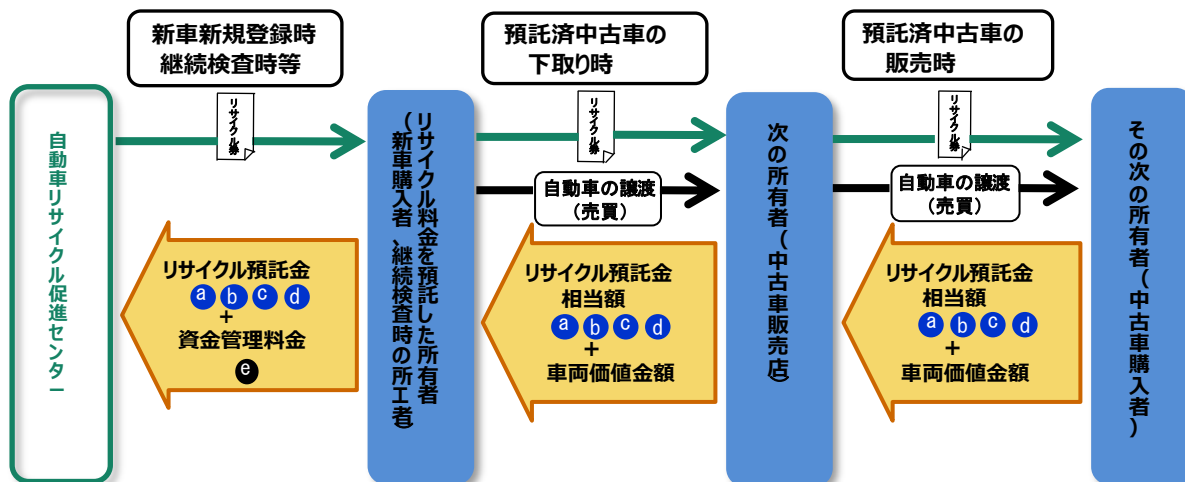 新車新規登録時
継続検査時等
預託済中古車の
下取り時
預託済中古車の
販売時
自動車リサイクル促進センター
リサイクル券
リサイクル料金を預託した所有者
(新車購入者、継続検査時の所工者)
リサイクル券
自動車の譲渡
(売買)
次の所有者(中古車販売店)
リサイクル券
自動車の譲渡
(売買)
その次の所有者(中古車購入者)
リサイクル預託金
a b c d
+
資金管理料金
e
リサイクル預託金
相当額
a b c d
+
車両価値金額
リサイクル預託金
相当額
a b c d
+
車両価値金額